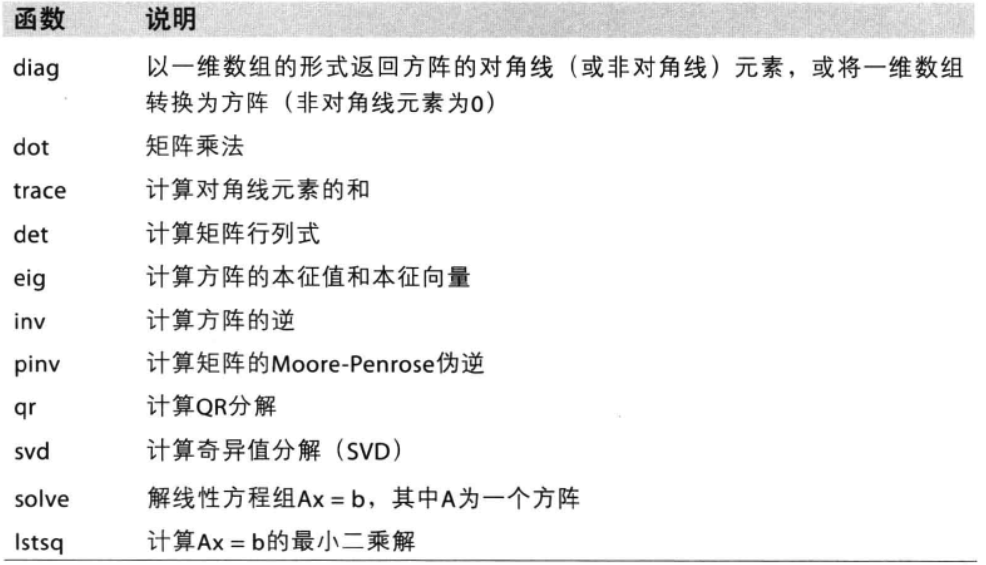 函数 说明
diag 以一维数组的形式返回方阵的对角线（或非对角线）元素，或将一维数组
转换为方阵（非对角线元素为0）
dot 矩阵乘法
trace 计算对角线元素的和
det 计算矩阵行列式
eig 计算方阵的本征值和本征向量
inv 计算方阵的逆
pinv 计算矩阵的Moore-Penrose伪逆
qr 计算QR分解
svd 计算奇异值分解（SVD）
solve 解线性方程组Ax = b，其中A为一个方阵
lstsq 计算Ax = b的最小二乘解